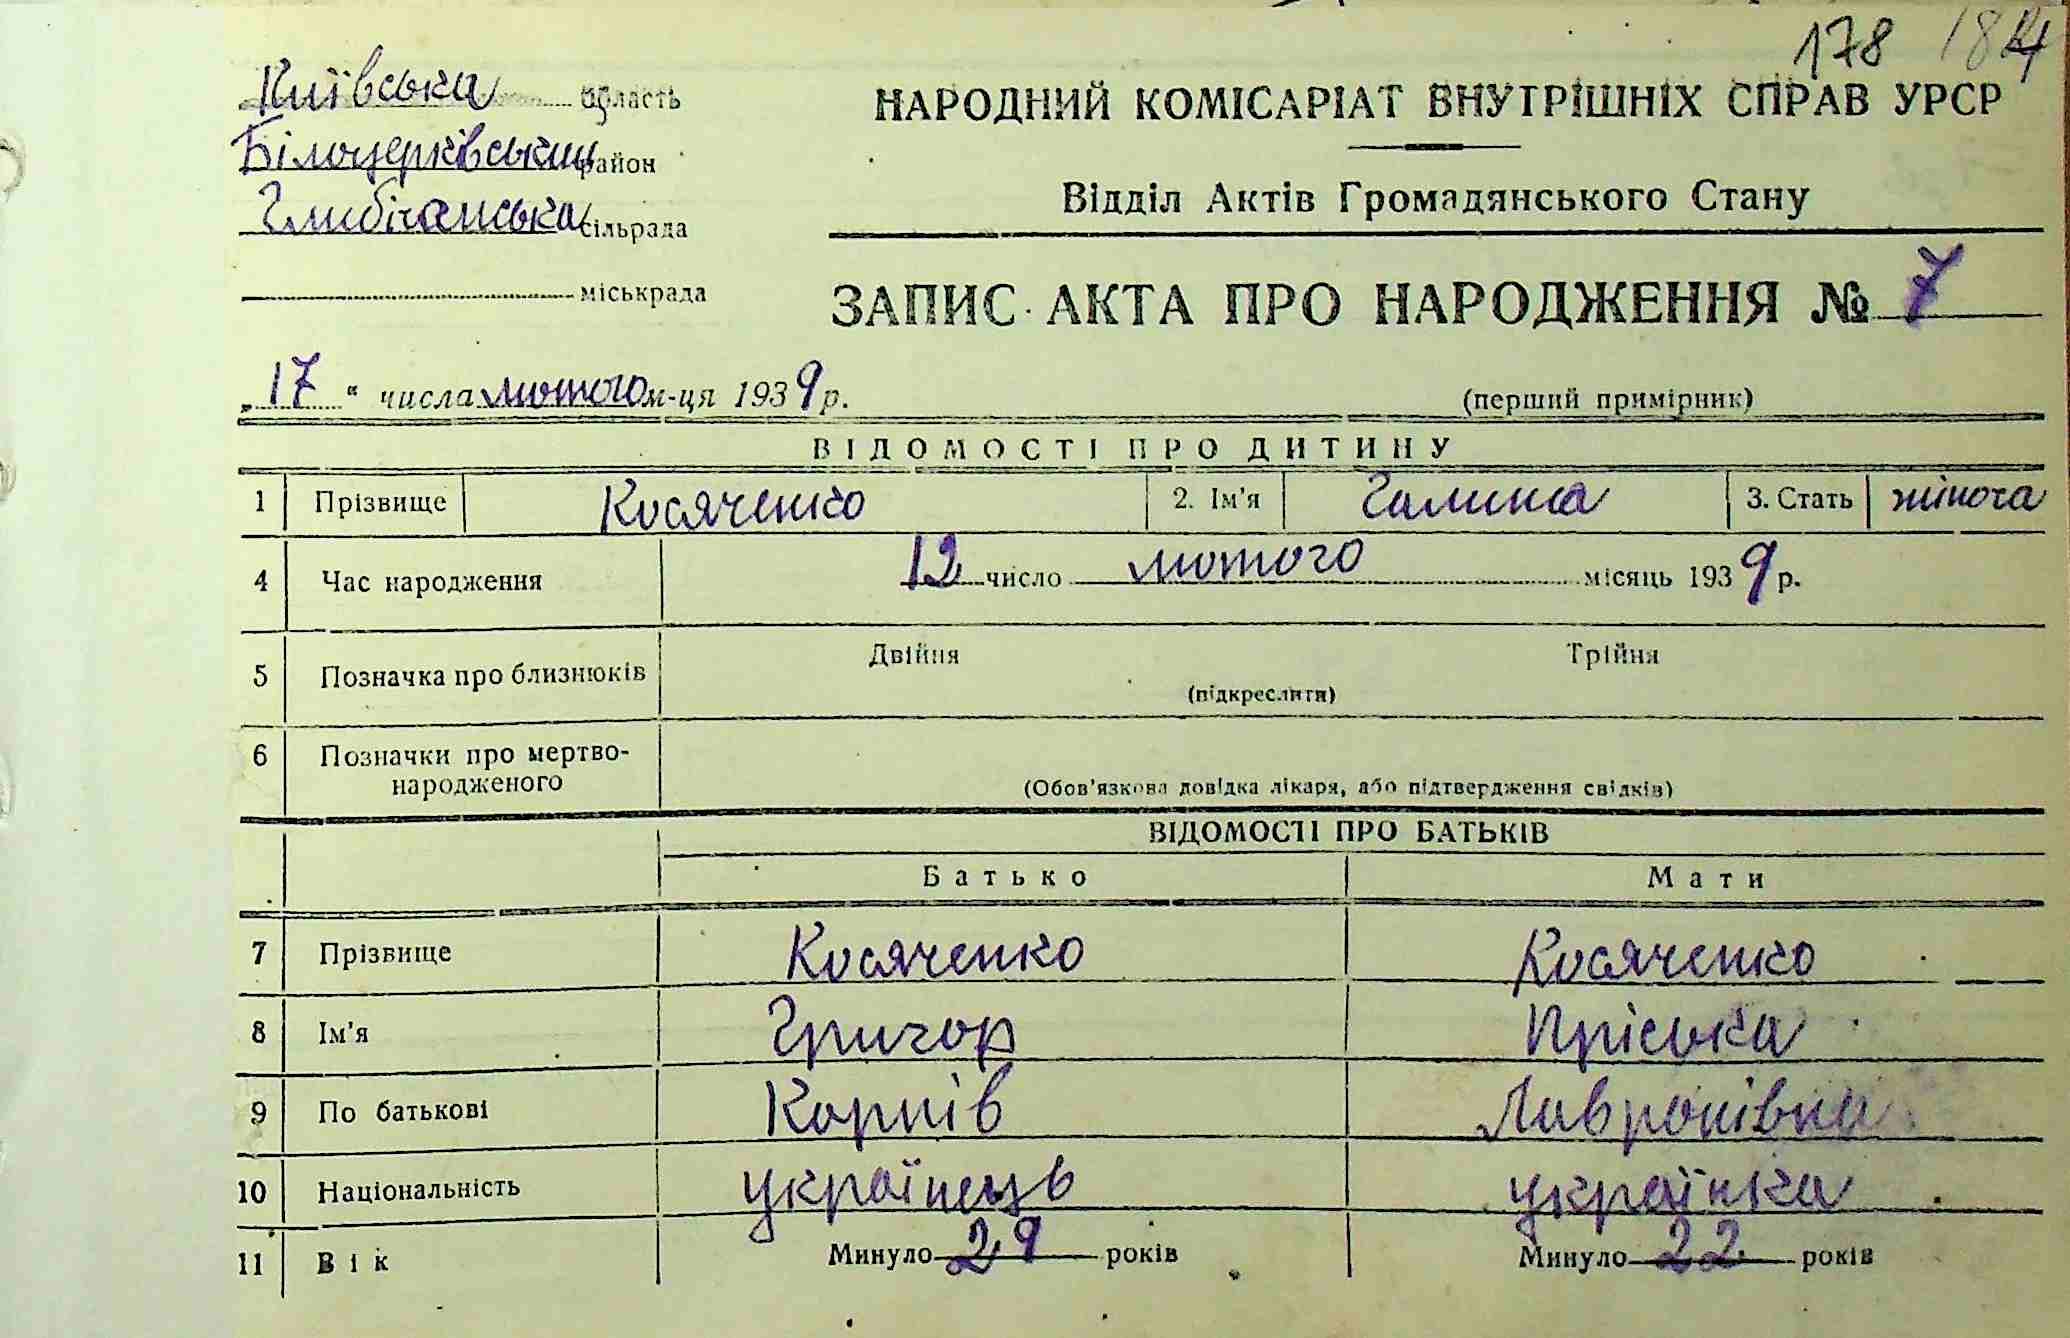 178 184
Київська область
Білоцерківський район
Глибічанська сільрада
міськрада
НАРОДНИЙ КОМІСАРІАТ ВНУТРІШНІХ СПРАВ УРСР
Відділ Актів Громадянського Стану
ЗАПИС АКТА ПРО НАРОДЖЕННЯ № 7
„17“ числа лютого м-ця 1939 р.
(перший примірник)
ВІДОМОСТІ ПРО ДИТИНУ
1 Прізвище Косяченко 2. Ім'я Галина 3. Стать жіноча
4 Час народження 12 число лютого місяць 1939 р.
5 Позначка про близнюків Двійня Трійня
(підкреслити)
6 Позначки про мертво-
народженого (Обов'язкова довідка лікаря, або підтвердження свідків)
ВІДОМОСТІ ПРО БАТЬКІВ
Батько Мати
7 Прізвище Косяченко Косяченко
8 Ім'я Григор Пріська
9 По батькові Корнів Лавронівна
10 Національність українець українка
11 Вік Минуло 29 років Минуло 22 років